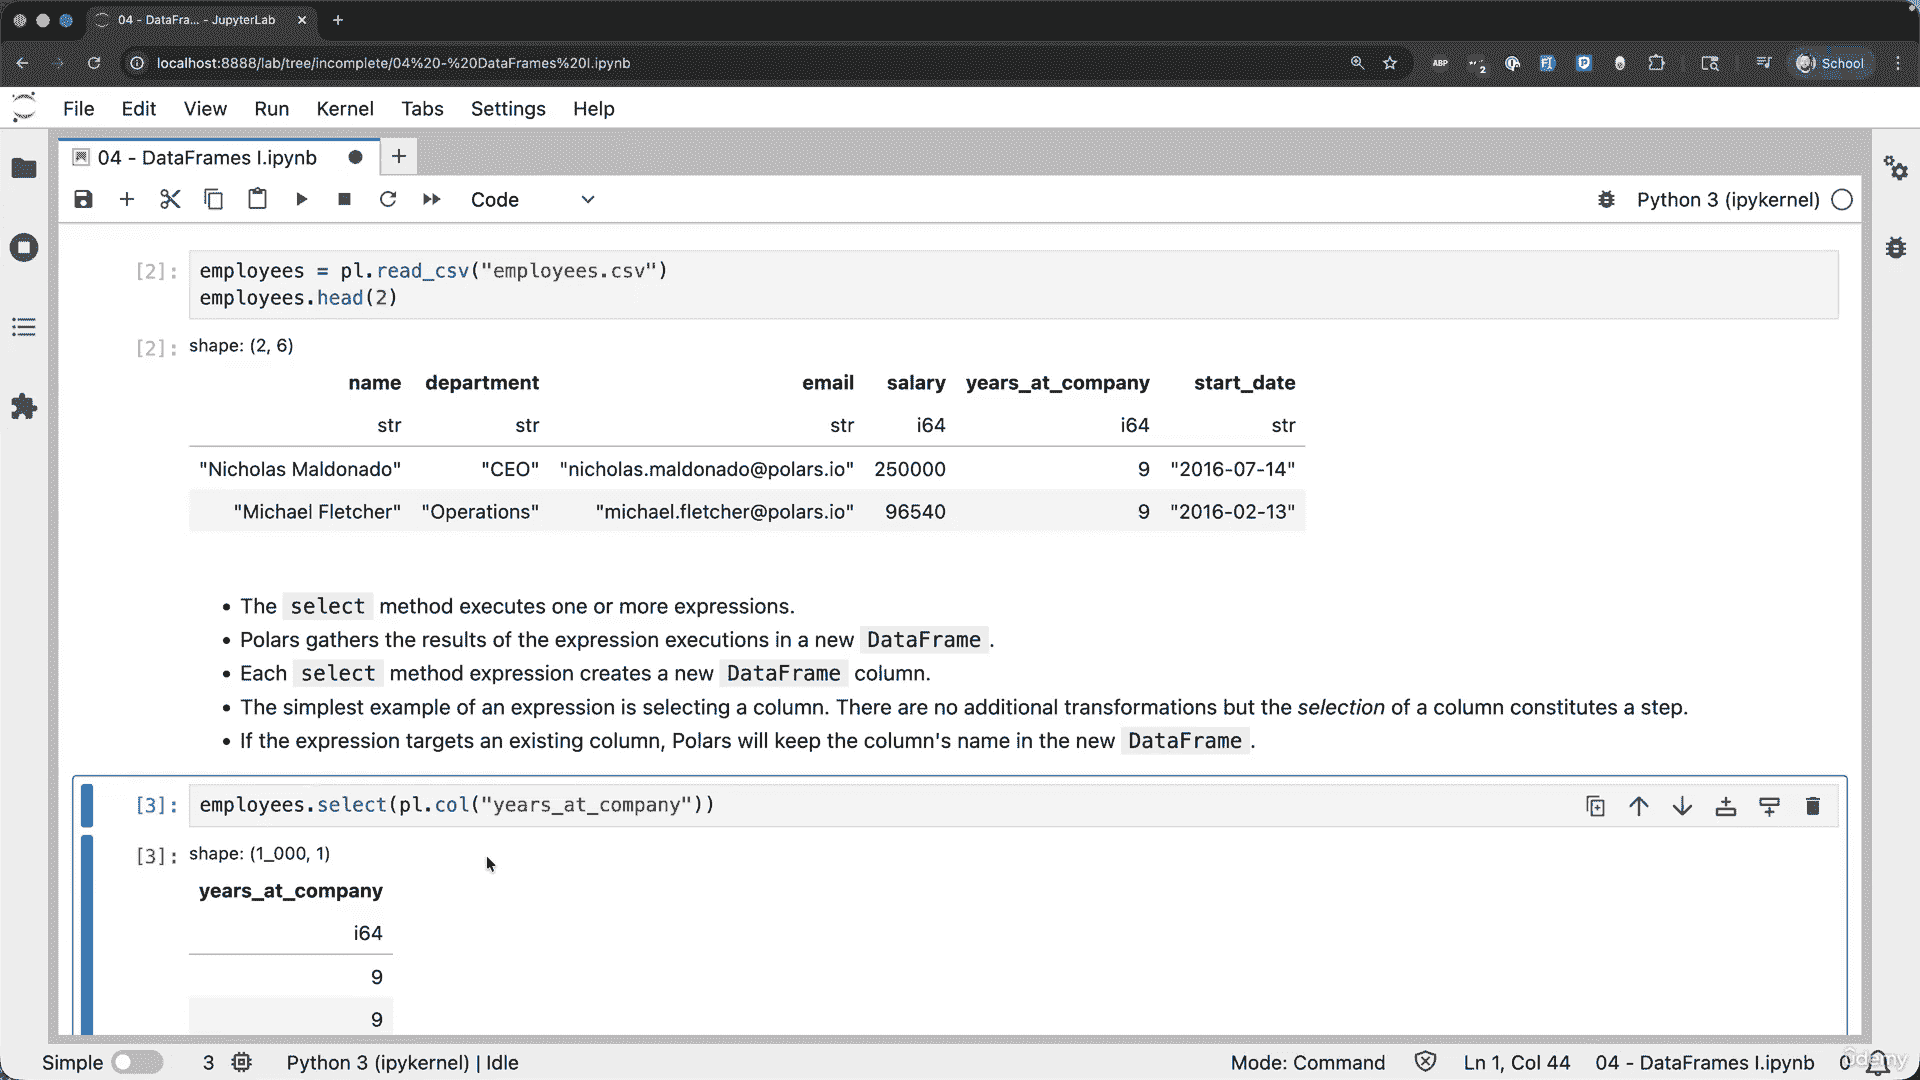 04 - DataFra... - JupyterLab
localhost:8888/lab/tree/incomplete/04%20-%20DataFrames%20I.ipynb
ABP
2
School
File Edit View Run Kernel Tabs Settings Help
04 - DataFrames I.ipynb
Code
Python 3 (ipykernel)
[2]: employees = pl.read_csv("employees.csv")
employees.head(2)
[2]: shape: (2, 6)
name department email salary years_at_company start_date
str str str i64 i64 str
"Nicholas Maldonado" "CEO" "nicholas.maldonado@polars.io" 250000 9 "2016-07-14"
"Michael Fletcher" "Operations" "michael.fletcher@polars.io" 96540 9 "2016-02-13"
• The select method executes one or more expressions.
• Polars gathers the results of the expression executions in a new DataFrame.
• Each select method expression creates a new DataFrame column.
• The simplest example of an expression is selecting a column. There are no additional transformations but the selection of a column constitutes a step.
• If the expression targets an existing column, Polars will keep the column's name in the new DataFrame.
[3]: employees.select(pl.col("years_at_company"))
[3]: shape: (1_000, 1)
years_at_company
i64
9
9
Simple 3 Python 3 (ipykernel) | Idle Mode: Command Ln 1, Col 44 04 - DataFrames I.ipynb 0
udemy